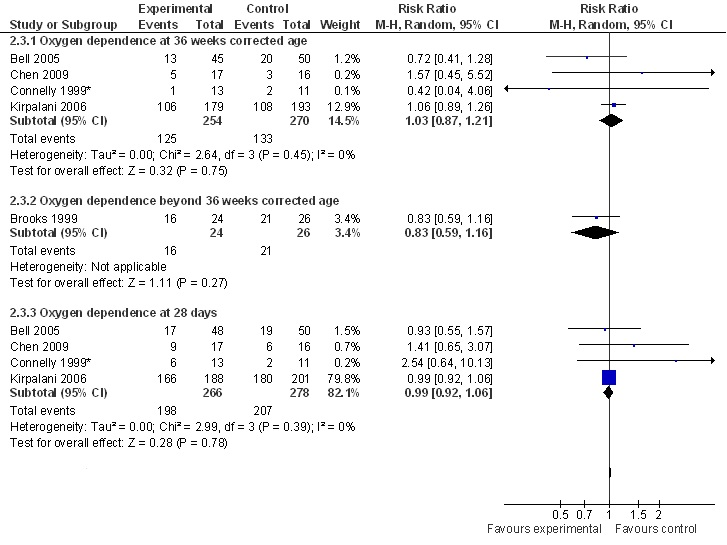 Experimental Control Risk Ratio Risk Ratio
Study or Subgroup Events Total Events Total Weight M-H, Random, 95% CI M-H, Random, 95% CI
2.3.1 Oxygen dependence at 36 weeks corrected age
Bell 2005 13 45 20 50 1.2% 0.72 [0.41, 1.28]
Chen 2009 5 17 3 16 0.2% 1.57 [0.45, 5.52]
Connelly 1999* 1 13 2 11 0.1% 0.42 [0.04, 4.06]
Kirpalani 2006 106 179 108 193 12.9% 1.06 [0.89, 1.26]
Subtotal (95% CI) 254 270 14.5% 1.03 [0.87, 1.21]
Total events 125 133
Heterogeneity: Tau² = 0.00; Chi² = 2.64, df = 3 (P = 0.45); I² = 0%
Test for overall effect: Z = 0.32 (P = 0.75)
2.3.2 Oxygen dependence beyond 36 weeks corrected age
Brooks 1999 16 24 21 26 3.4% 0.83 [0.59, 1.16]
Subtotal (95% CI) 24 26 3.4% 0.83 [0.59, 1.16]
Total events 16 21
Heterogeneity: Not applicable
Test for overall effect: Z = 1.11 (P = 0.27)
2.3.3 Oxygen dependence at 28 days
Bell 2005 17 48 19 50 1.5% 0.93 [0.55, 1.57]
Chen 2009 9 17 6 16 0.7% 1.41 [0.65, 3.07]
Connelly 1999* 6 13 2 11 0.2% 2.54 [0.64, 10.13]
Kirpalani 2006 166 188 180 201 79.8% 0.99 [0.92, 1.06]
Subtotal (95% CI) 266 278 82.1% 0.99 [0.92, 1.06]
Total events 198 207
Heterogeneity: Tau² = 0.00; Chi² = 2.99, df = 3 (P = 0.39); I² = 0%
Test for overall effect: Z = 0.28 (P = 0.78)
0.5 0.7 1 1.5 2
Favours experimental Favours control